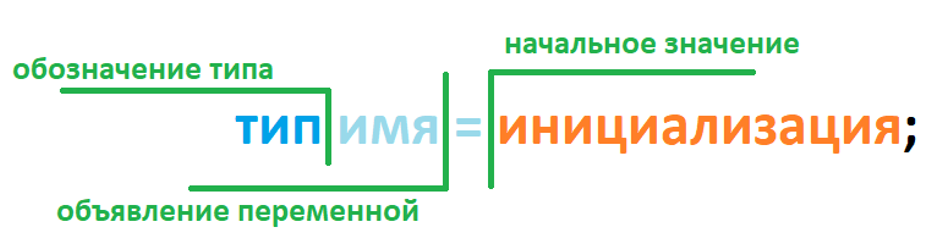 начальное значение
обозначение типа
тип имя = инициализация;
объявление переменной